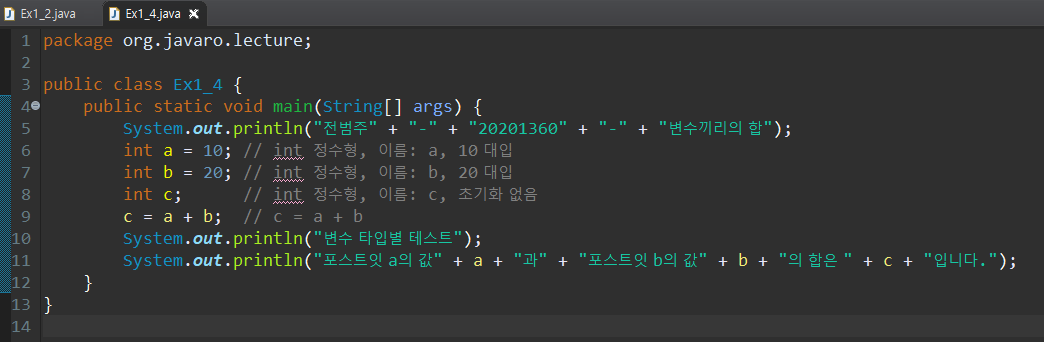 Ex1_2.java Ex1_4.java
1 package org.javaro.lecture;
2
3 public class Ex1_4 {
4 public static void main(String[] args) {
5 System.out.println("전범주" + "-" + "20201360" + "-" + "변수끼리의 합");
6 int a = 10; // int 정수형, 이름: a, 10 대입
7 int b = 20; // int 정수형, 이름: b, 20 대입
8 int c; // int 정수형, 이름: c, 초기화 없음
9 c = a + b; // c = a + b
10 System.out.println("변수 타입별 테스트");
11 System.out.println("포스트잇 a의 값" + a + "과" + "포스트잇 b의 값" + b + "의 합은 " + c + "입니다.");
12 }
13 }
14